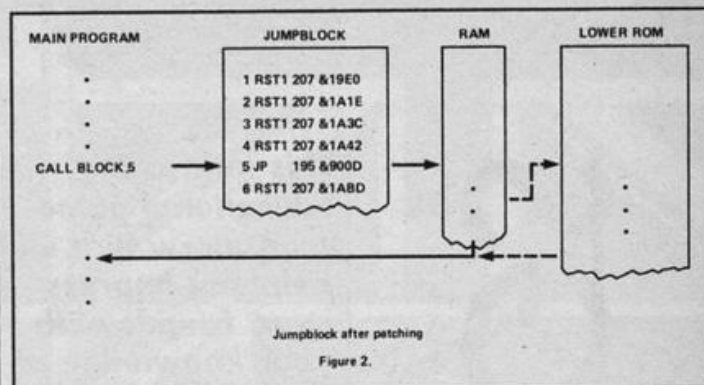 MAIN PROGRAM
JUMPBLOCK
RAM
LOWER ROM
1 RST1 207 &19E0
2 RST1 207 &1A1E
3 RST1 207 &1A3C
4 RST1 207 &1A42
CALL BLOCK,5
5 JP 195 &900D
6 RST1 207 &1ABD
Jumpblock after patching
Figure 2.